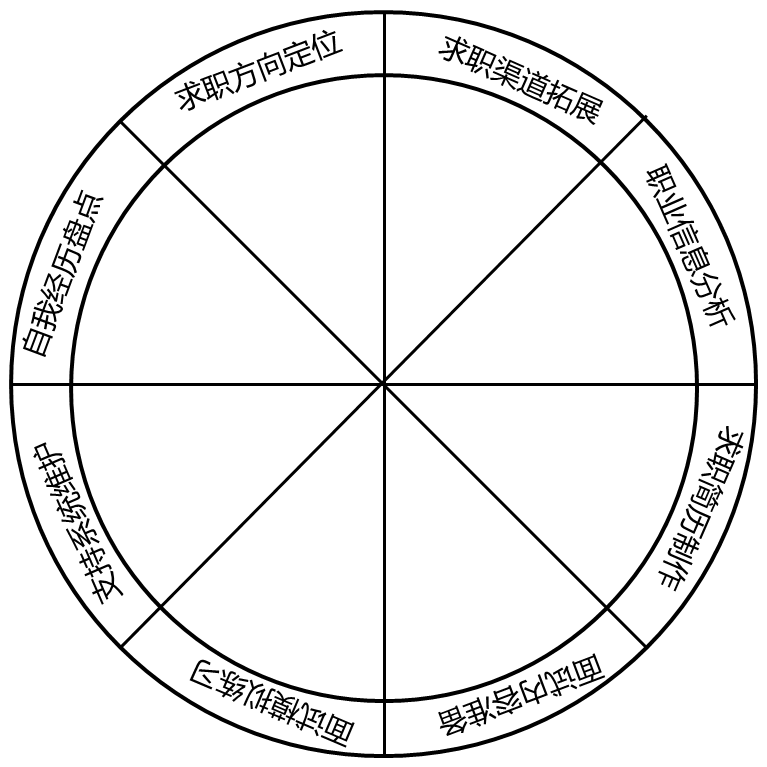 求职方向定位
求职渠道拓展
职业信息分析
求职简历制作
面试内容准备
面试模拟练习
支持系统维护
自我经历盘点